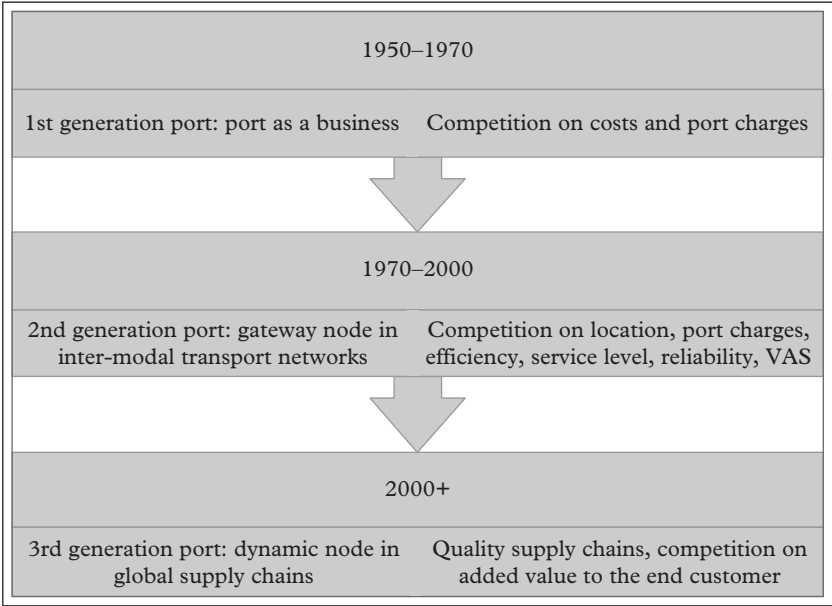 1950–1970
1st generation port: port as a business
Competition on costs and port charges
1970–2000
2nd generation port: gateway node in
inter-modal transport networks
Competition on location, port charges,
efficiency, service level, reliability, VAS
2000+
3rd generation port: dynamic node in
global supply chains
Quality supply chains, competition on
added value to the end customer